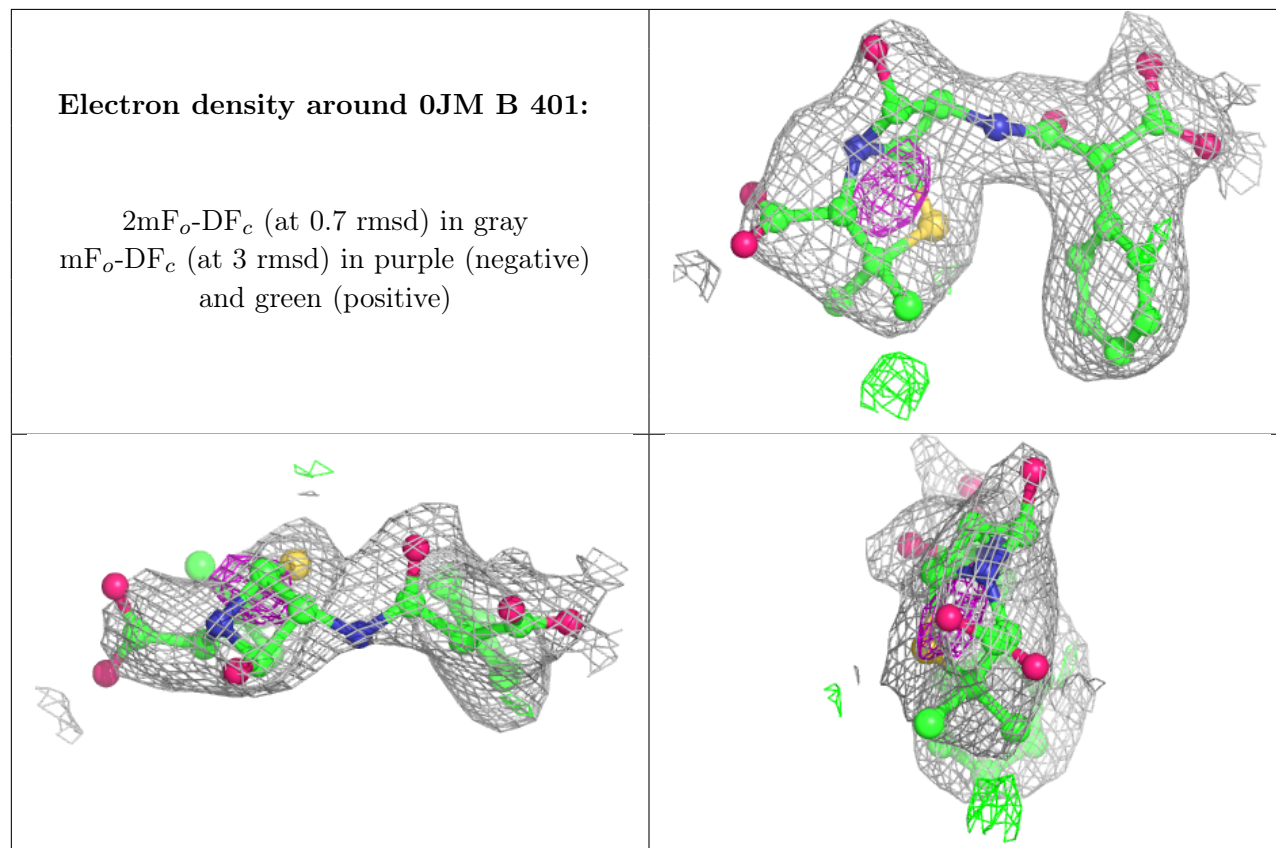 Electron density around 0JM B 401:
2mFₒ-DF𝒸 (at 0.7 rmsd) in gray
mFₒ-DF𝒸 (at 3 rmsd) in purple (negative)
and green (positive)